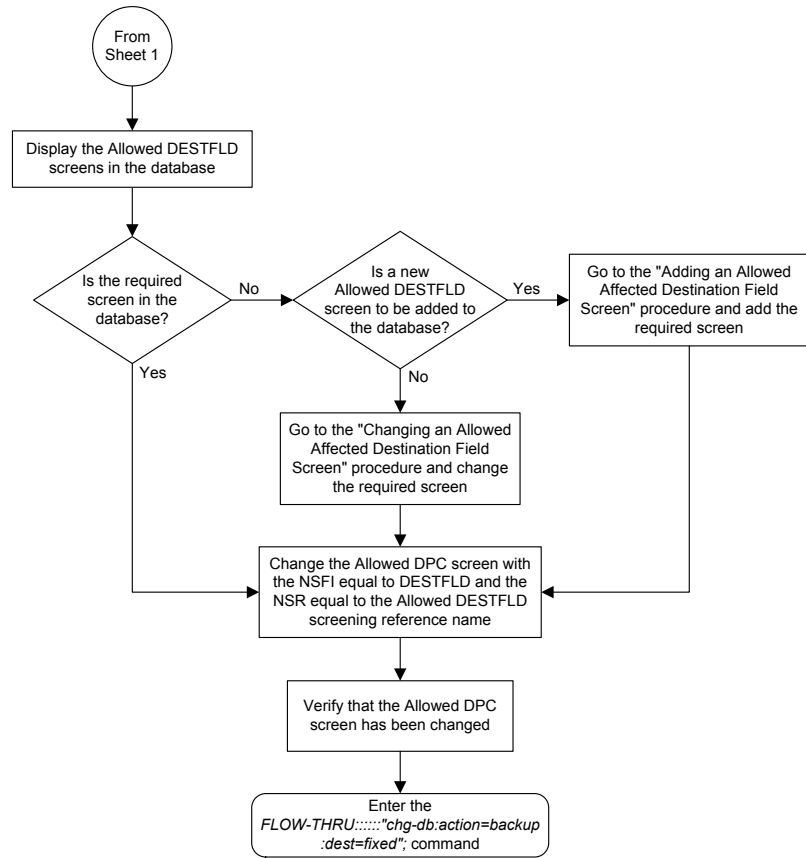 From
Sheet 1
Display the Allowed DESTFLD
screens in the database
Is the required
screen in the
database?
No
Yes
Is a new
Allowed DESTFLD
screen to be added to
the database?
Yes
No
Go to the "Adding an Allowed
Affected Destination Field
Screen" procedure and add the
required screen
Go to the "Changing an Allowed
Affected Destination Field
Screen" procedure and change
the required screen
Change the Allowed DPC screen with
the NSFI equal to DESTFLD and the
NSR equal to the Allowed DESTFLD
screening reference name
Verify that the Allowed DPC
screen has been changed
Enter the
FLOW-THRU::::::"chg-db:action=backup
:dest=fixed"; command